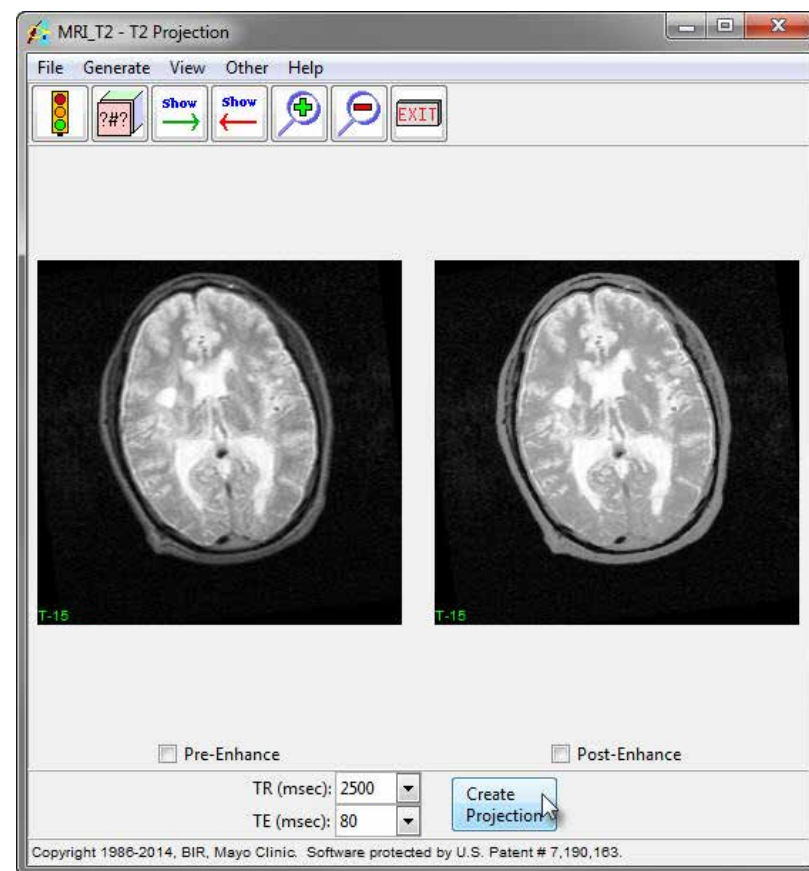 MRI_T2 - T2 Projection
File Generate View Other Help
?#? Show Show EXIT
T-15 T-15
Pre-Enhance Post-Enhance
TR (msec): 2500
TE (msec): 80
Create
Projection
Copyright 1986-2014, BIR, Mayo Clinic. Software protected by U.S. Patent # 7,190,163.